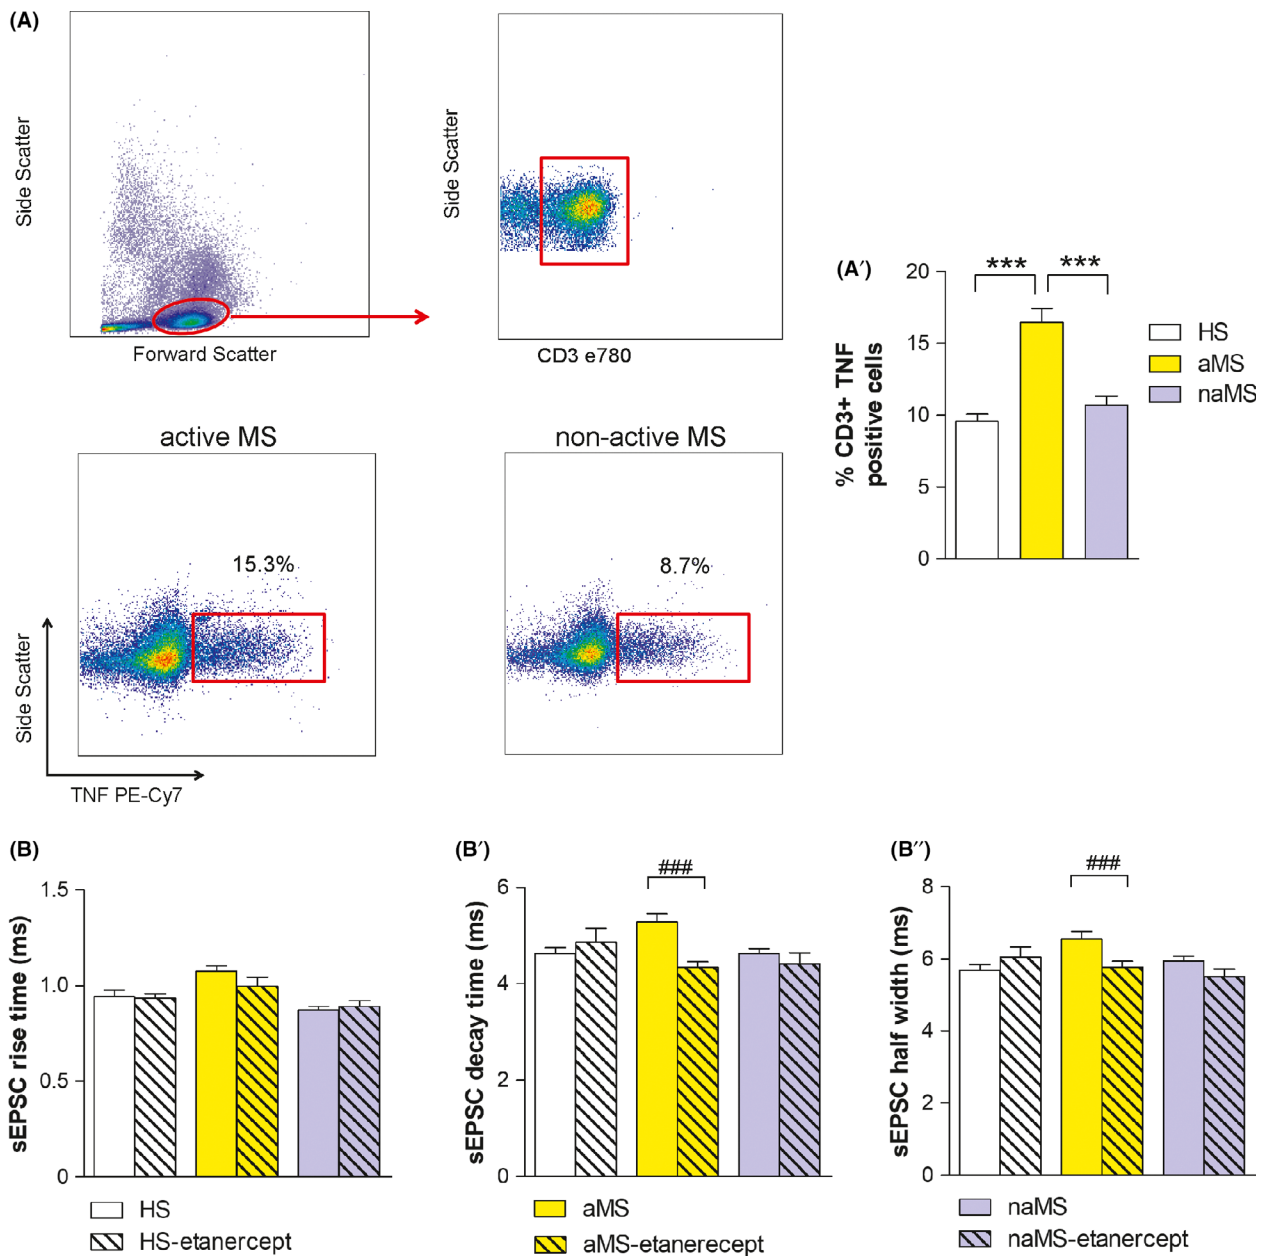 (A)
Side Scatter
Forward Scatter
Side Scatter
CD3 e780
(A′)
% CD3+ TNF
positive cells
20
15
10
5
0
***
***
HS
aMS
naMS
active MS
15.3%
Side Scatter
TNF PE-Cy7
non-active MS
8.7%
(B)
sEPSC rise time (ms)
1.5
1.0
0.5
0
HS
HS-etanercept
(B′)
sEPSC decay time (ms)
6
4
2
0
###
aMS
aMS-etanerecept
(B″)
sEPSC half width (ms)
8
6
4
2
0
###
naMS
naMS-etanercept